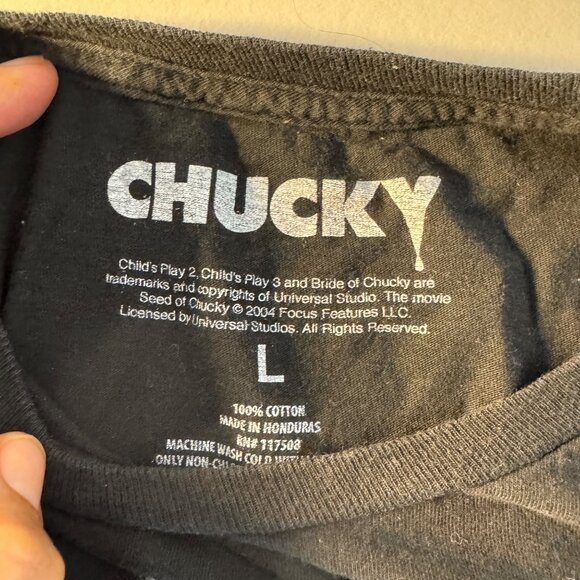 CHUCKY
Child's Play 2, Child's Play 3 and Bride of Chucky are
trademarks and copyrights of Universal Studio. The movie
Seed of Chucky © 2004 Focus Features LLC.
Licensed by Universal Studios. All Rights Reserved.
L
100% COTTON
MADE IN HONDURAS
RN# 117508
MACHINE WASH COLD
ONLY